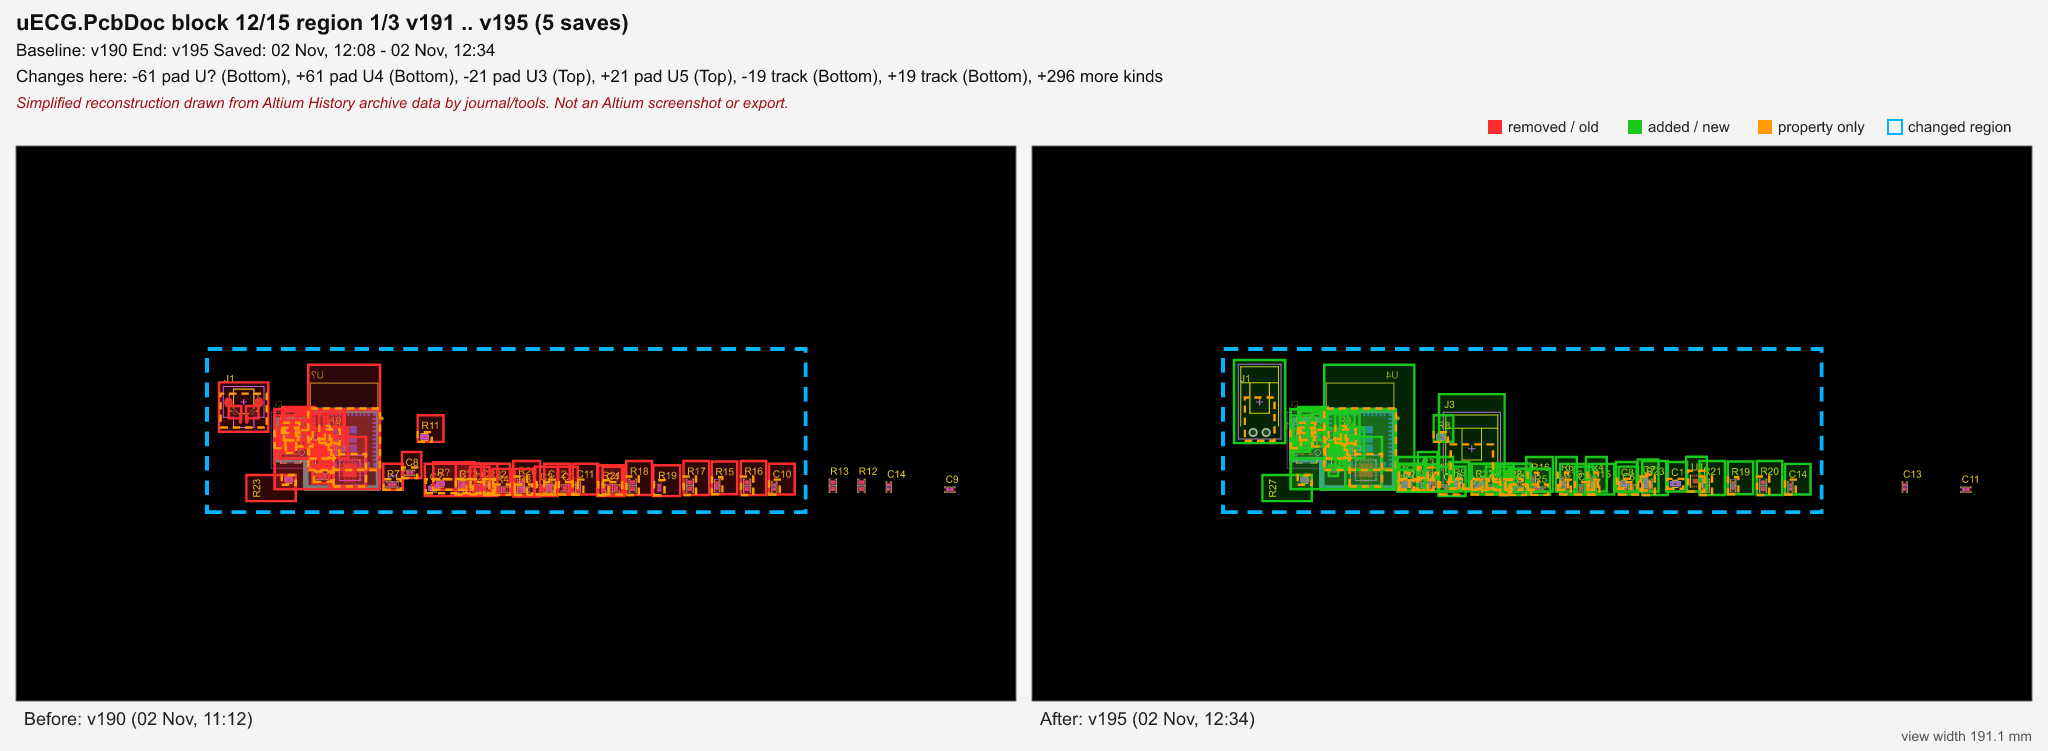 uECG.PcbDoc block 12/15 region 1/3 v191 .. v195 (5 saves)
Baseline: v190 End: v195 Saved: 02 Nov, 12:08 - 02 Nov, 12:34
Changes here: -61 pad U? (Bottom), +61 pad U4 (Bottom), -21 pad U3 (Top), +21 pad U5 (Top), -19 track (Bottom), +19 track (Bottom), +296 more kinds
Simplified reconstruction drawn from Altium History archive data by journal/tools. Not an Altium screenshot or export.
removed / old
added / new
property only
changed region
U?
J1
R11
C8
R7
R23
C11
R18
R19
R17
R15
R16
C10
R13
R12
C14
C9
U4
J1
J3
R27
R21
R19
R20
C14
C13
C11
Before: v190 (02 Nov, 11:12)
After: v195 (02 Nov, 12:34)
view width 191.1 mm